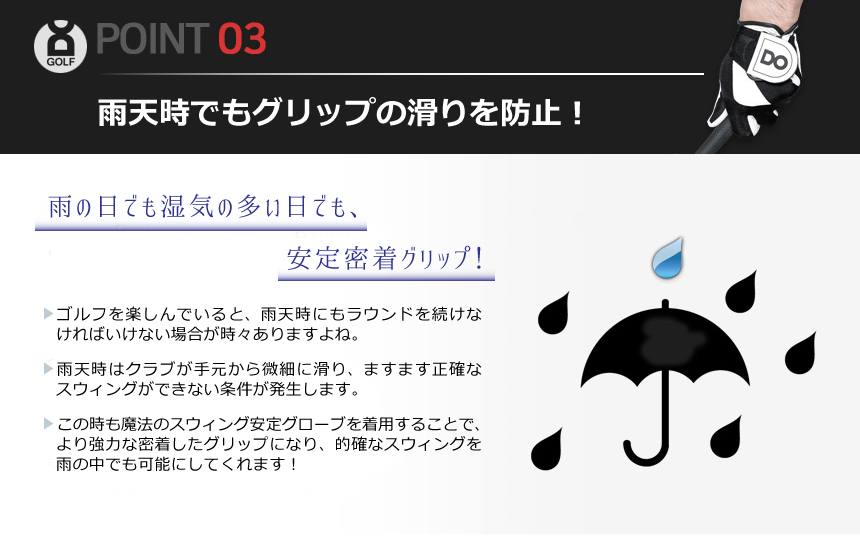 DO
GOLF
POINT 03
DO
雨天時でもグリップの滑りを防止！
雨の日でも湿気の多い日でも、
安定密着グリップ！
ゴルフを楽しんでいると、雨天時にもラウンドを続けな
ければいけない場合が時々ありますよね。
雨天時はクラブが手元から微細に滑り、ますます正確な
スウィングができない条件が発生します。
この時も魔法のスウィング安定グローブを着用することで、
より強力な密着したグリップになり、的確なスウィングを
雨の中でも可能にしてくれます！